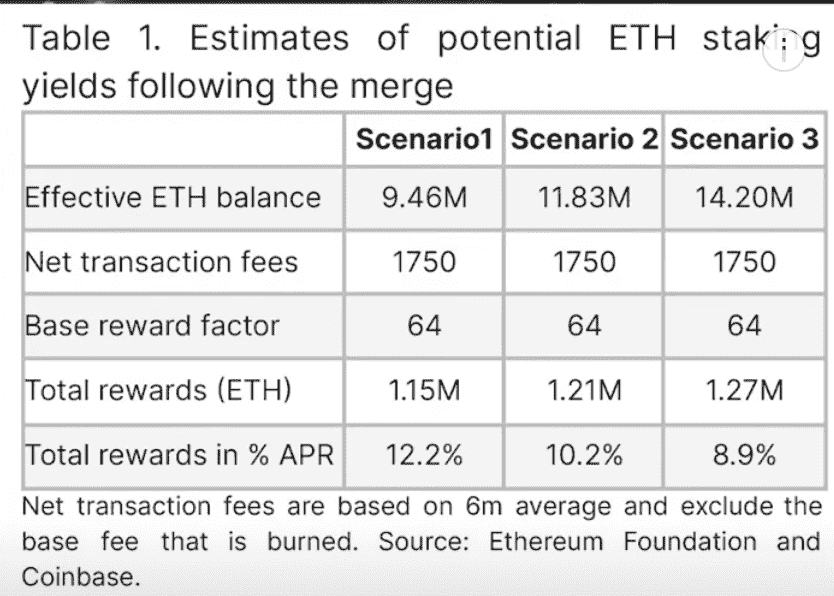 Table 1. Estimates of potential ETH staking
yields following the merge
Scenario1 Scenario 2 Scenario 3
Effective ETH balance 9.46M 11.83M 14.20M
Net transaction fees 1750 1750 1750
Base reward factor 64 64 64
Total rewards (ETH) 1.15M 1.21M 1.27M
Total rewards in % APR 12.2% 10.2% 8.9%
Net transaction fees are based on 6m average and exclude the
base fee that is burned. Source: Ethereum Foundation and
Coinbase.